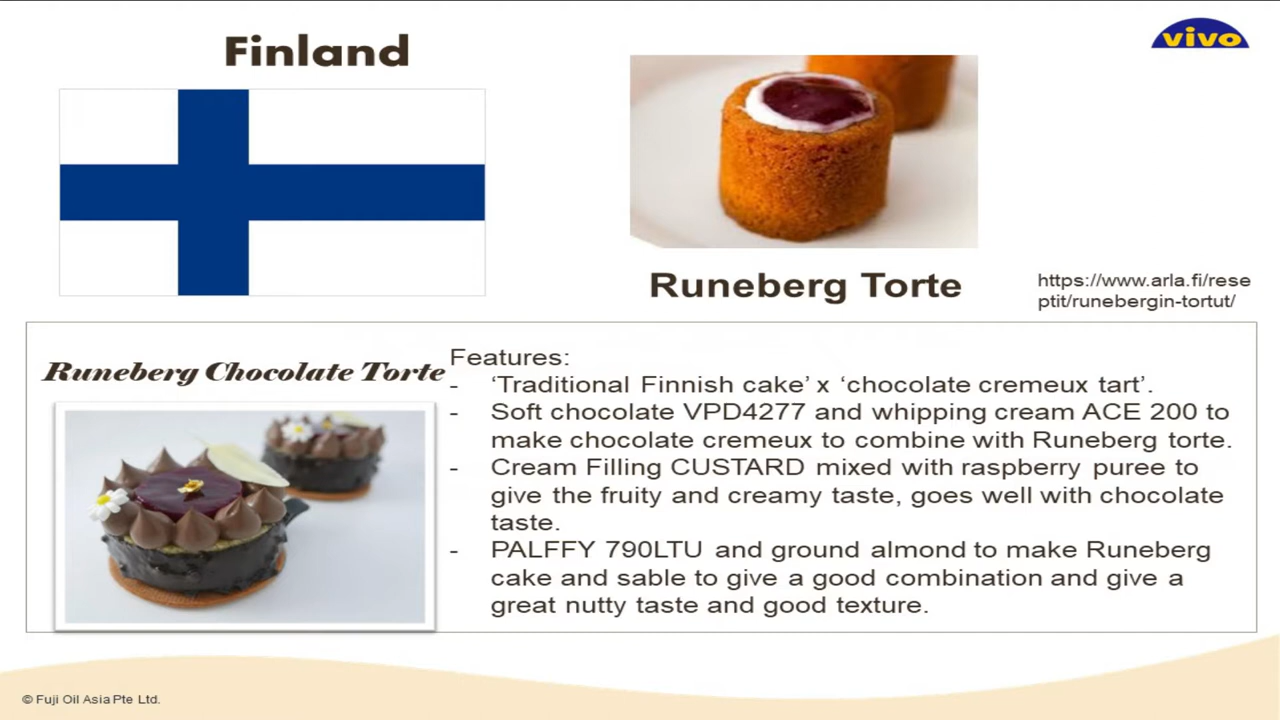 Finland
vivo
Runeberg Torte
https://www.arla.fi/rese
ptit/runebergin-tortut/
Runeberg Chocolate Torte
Features:
- ‘Traditional Finnish cake’ x ‘chocolate cremeux tart’.
- Soft chocolate VPD4277 and whipping cream ACE 200 to
make chocolate cremeux to combine with Runeberg torte.
- Cream Filling CUSTARD mixed with raspberry puree to
give the fruity and creamy taste, goes well with chocolate
taste.
- PALFFY 790LTU and ground almond to make Runeberg
cake and sable to give a good combination and give a
great nutty taste and good texture.
© Fuji Oil Asia Pte Ltd.